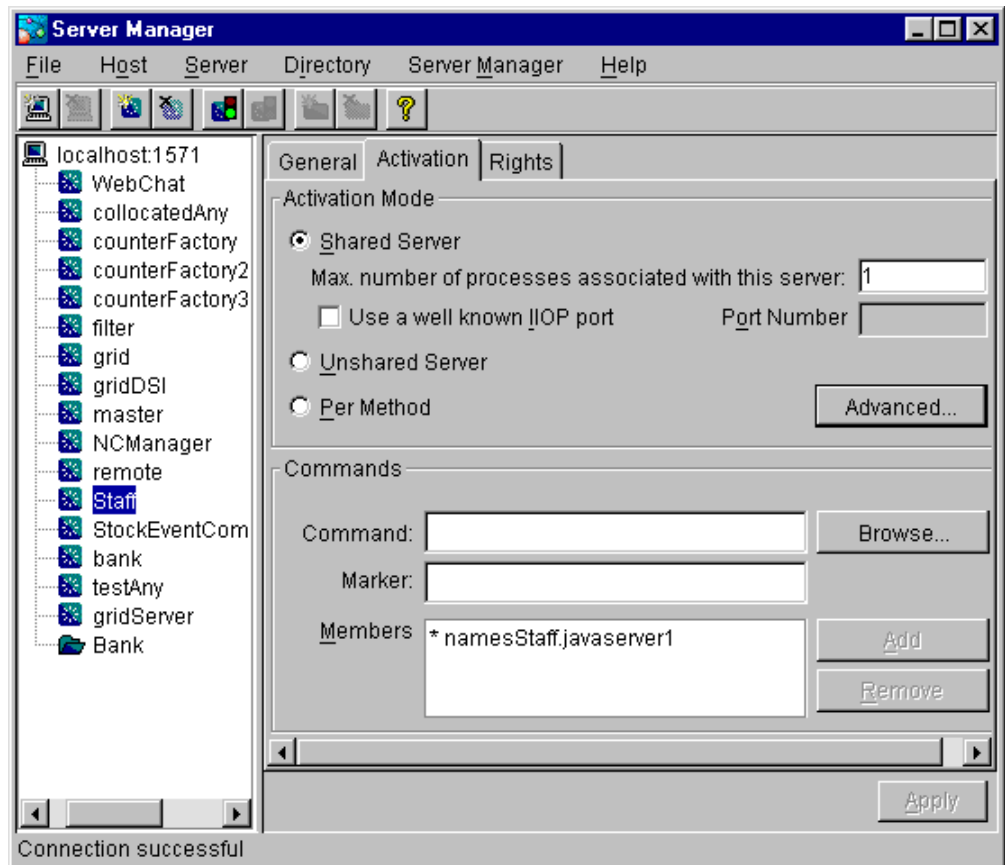 Server Manager
File Host Server Directory Server Manager Help
localhost:1571
WebChat
collocatedAny
counterFactory
counterFactory2
counterFactory3
filter
grid
gridDSI
master
NCManager
remote
Staff
StockEventCom
bank
testAny
gridServer
Bank
General Activation Rights
Activation Mode
Shared Server
Max. number of processes associated with this server: 1
Use a well known IIOP port Port Number
Unshared Server
Per Method Advanced...
Commands
Command: Browse...
Marker:
Members * namesStaff.javaserver1 Add
Remove
Apply
Connection successful